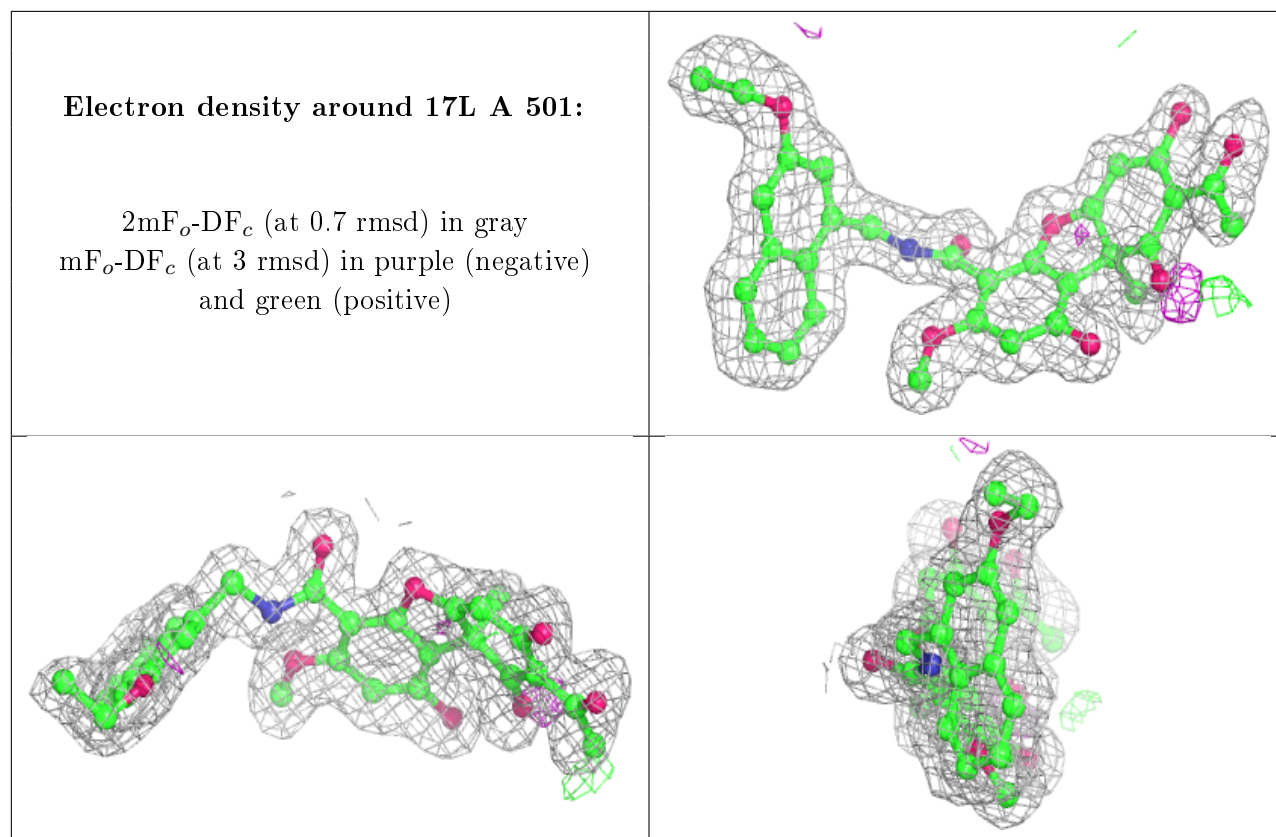 Electron density around 17L A 501:
2mFo-DFc (at 0.7 rmsd) in gray
mFo-DFc (at 3 rmsd) in purple (negative)
and green (positive)